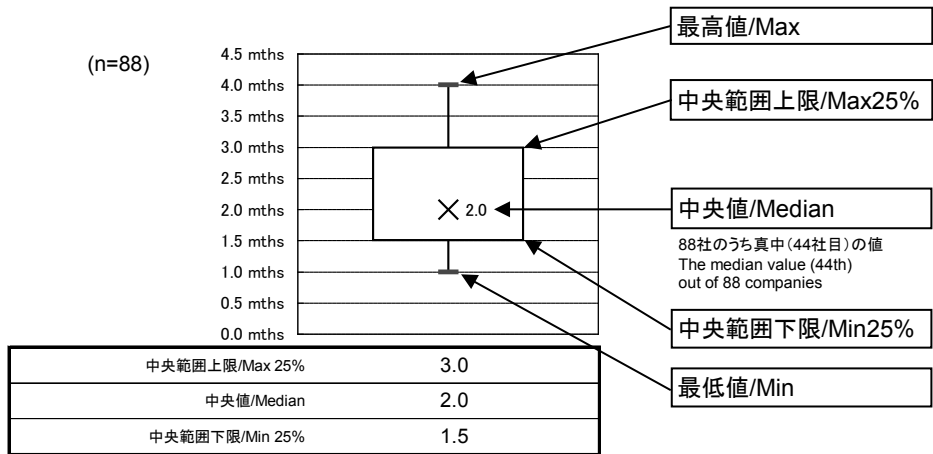 (n=88)
4.5 mths
4.0 mths
3.5 mths
3.0 mths
2.5 mths
2.0 mths
1.5 mths
1.0 mths
0.5 mths
0.0 mths
2.0
最高値/Max
中央範囲上限/Max25%
中央値/Median
88社のうち真中（44社目）の値
The median value (44th)
out of 88 companies
中央範囲下限/Min25%
最低値/Min
中央範囲上限/Max 25% 3.0
中央値/Median 2.0
中央範囲下限/Min 25% 1.5